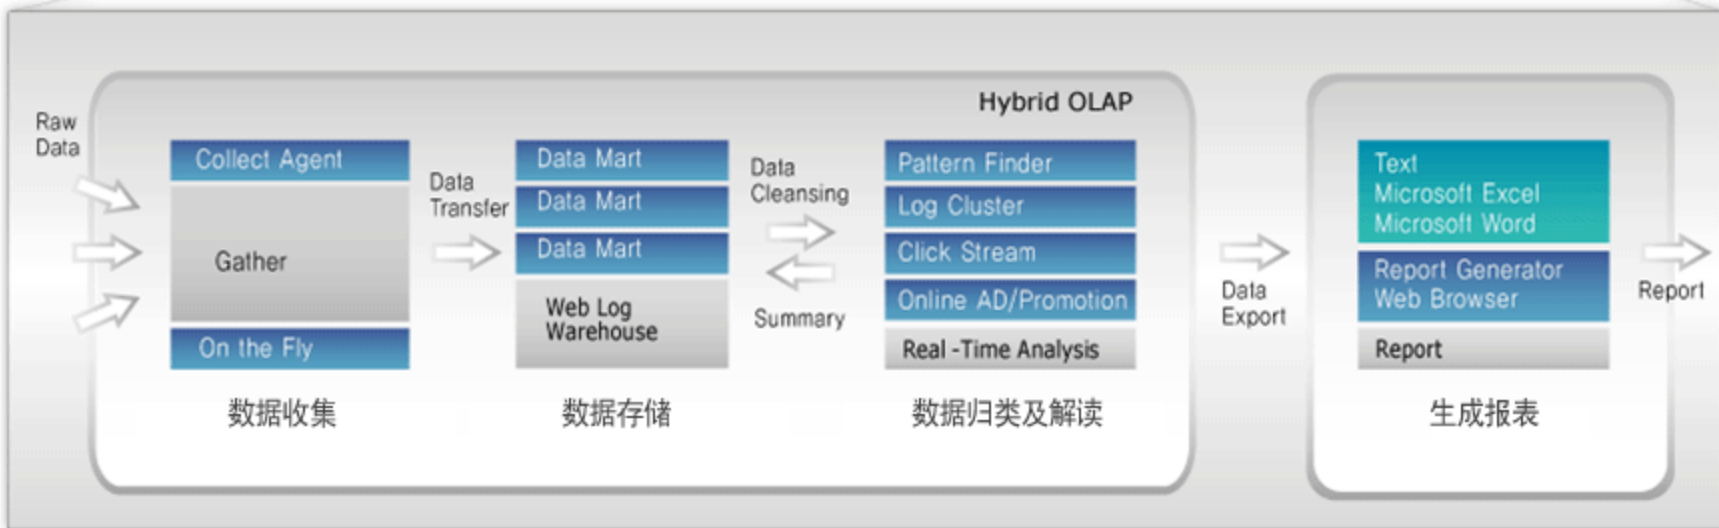 Hybrid OLAP
Raw
Data
Collect Agent
Gather
On the Fly
数据收集
Data
Transfer
Data Mart
Data Mart
Data Mart
Web Log
Warehouse
数据存储
Data
Cleansing
Summary
Pattern Finder
Log Cluster
Click Stream
Online AD/Promotion
Real -Time Analysis
数据归类及解读
Data
Export
Text
Microsoft Excel
Microsoft Word
Report Generator
Web Browser
Report
生成报表
Report